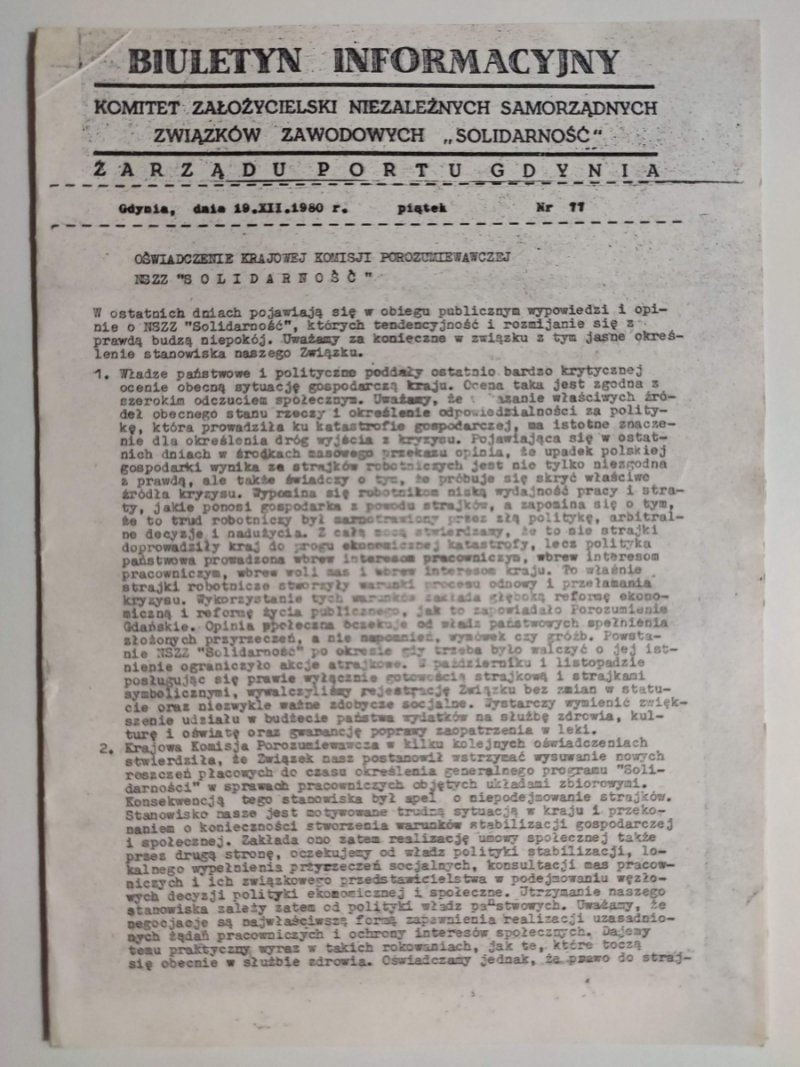 BIULETYN INFORMACYJNY
KOMITET ZAŁOŻYCIELSKI NIEZALEŻNYCH SAMORZĄDNYCH
ZWIĄZKÓW ZAWODOWYCH „SOLIDARNOŚĆ"
ZARZĄDU PORTU GDYNIA
Gdynia, dnia 19.XII.1980 r. piątek Nr 11
OŚWIADCZENIE KRAJOWEJ KOMISJI POROZUMIEWAWCZEJ
NSZZ "S O L I D A R N O Ś Ć"
W ostatnich dniach pojawiają się w obiegu publicznym wypowiedzi i opi-
nie o NSZZ "Solidarność", których tendencyjność i rozmijanie się z
prawdą budzą niepokój. Uważamy za konieczne w związku z tym jasne okreś-
lenie stanowiska naszego Związku.
1. Władze państwowe i polityczne poddały ostatnio bardzo krytycznej
ocenie obecną sytuację gospodarczą kraju. Ocena taka jest zgodna z
szerokim odczuciem społecznym. Uważamy, że azanie właściwych źró-
deł obecnego stanu rzeczy i określenie odpowiedzialności za polity-
kę, która prowadziła ku katastrofie gospodarczej, ma istotne znacze-
nie dla określenia dróg wyjścia z kryzysu. Pojawiająca się w ostat-
nich dniach w środkach masowego przekazu opinia, że upadek polskiej
gospodarki wynika ze strajków robotniczych jest nie tylko niezgodna
z prawdą, ale także świadczy o tym, że próbuje się skryć właściwe
źródła kryzysu. Wypomina się robotnikom niską wydajność pracy i stra-
ty, jakie ponosi gospodarka z powodu strajków, a zapomina się o tym,
że to trud robotniczy był marnotrawiony przez złą politykę, arbitral-
ne decyzje i nadużycia. Z całą mocą stwierdzamy, że to nie strajki
doprowadziły kraj do progu ekonomicznej katastrofy, lecz polityka
państwowa prowadzona wbrew interesom pracowniczym, wbrew interesom
pracowniczym, wbrew woli mas i wbrew interesom kraju. To właśnie
strajki robotnicze stworzyły warunki procesu odnowy i przełamania
kryzysu. Wykorzystanie tych warunków zakłada głęboką reformę ekono-
miczną i reformę życia publicznego, jak to zapowiadało Porozumienie
Gdańskie. Opinia społeczna oczekuje od władz państwowych spełnienia
złożonych przyrzeczeń, a nie napomnień, wymówek czy gróźb. Powsta-
nie NSZZ "Solidarność" po okresie gdy trzeba było walczyć o jej ist-
nienie ograniczyło akcje atrajkowe. W październiku i listopadzie
posługując się prawie wyłącznie gotowością strajkową i strajkami
symbolicznymi, wywalczyliśmy rejestrację Związku bez zmian w statu-
cie oraz niezwykle ważne zdobycze socjalne. Wystarczy wymienić zwięk-
szenie udziału w budżecie państwa wydatków na służbę zdrowia, kul-
turę i oświatę oraz gwarancję poprawy zaopatrzenia w leki.
2. Krajowa Komisja Porozumiewawcza w kilku kolejnych oświadczeniach
stwierdziła, że Związek nasz postanowił wstrzymać wysuwanie nowych
roszczeń płacowych do czasu określenia generalnego programu "Soli-
darności" w sprawach pracowniczych objętych układami zbiorowymi.
Konsekwencją tego stanowiska był apel o niepodejmowanie strajków.
Stanowisko nasze jest motywowane trudną sytuacją w kraju i przeko-
naniem o konieczności stworzenia warunków stabilizacji gospodarczej
i społecznej. Zakłada ono zatem realizację umowy społecznej także
przez drugą stronę, oczekujemy od władz polityki stabilizacji, lo-
kalnego wypełnienia przyrzeczeń socjalnych, konsultacji mas pracow-
niczych i ich związkowego przedstawicielstwa w podejmowaniu węzło-
wych decyzji polityki ekonomicznej i społeczne. Utrzymanie naszego
stanowiska zależy zatem od polityki władz pa"stwowych. Uważamy, że
negocjacje są najwłaściwszą formą zapewnienia realizacji uzasadnio-
nych żądań pracowniczych i ochrony interesów społecznych. Dajemy
temu praktyczny wyraz w takich rokowaniach, jak te, które toczą
się obecnie w służbie zdrowia. Oświadczamy jednak, że prawo do straj-